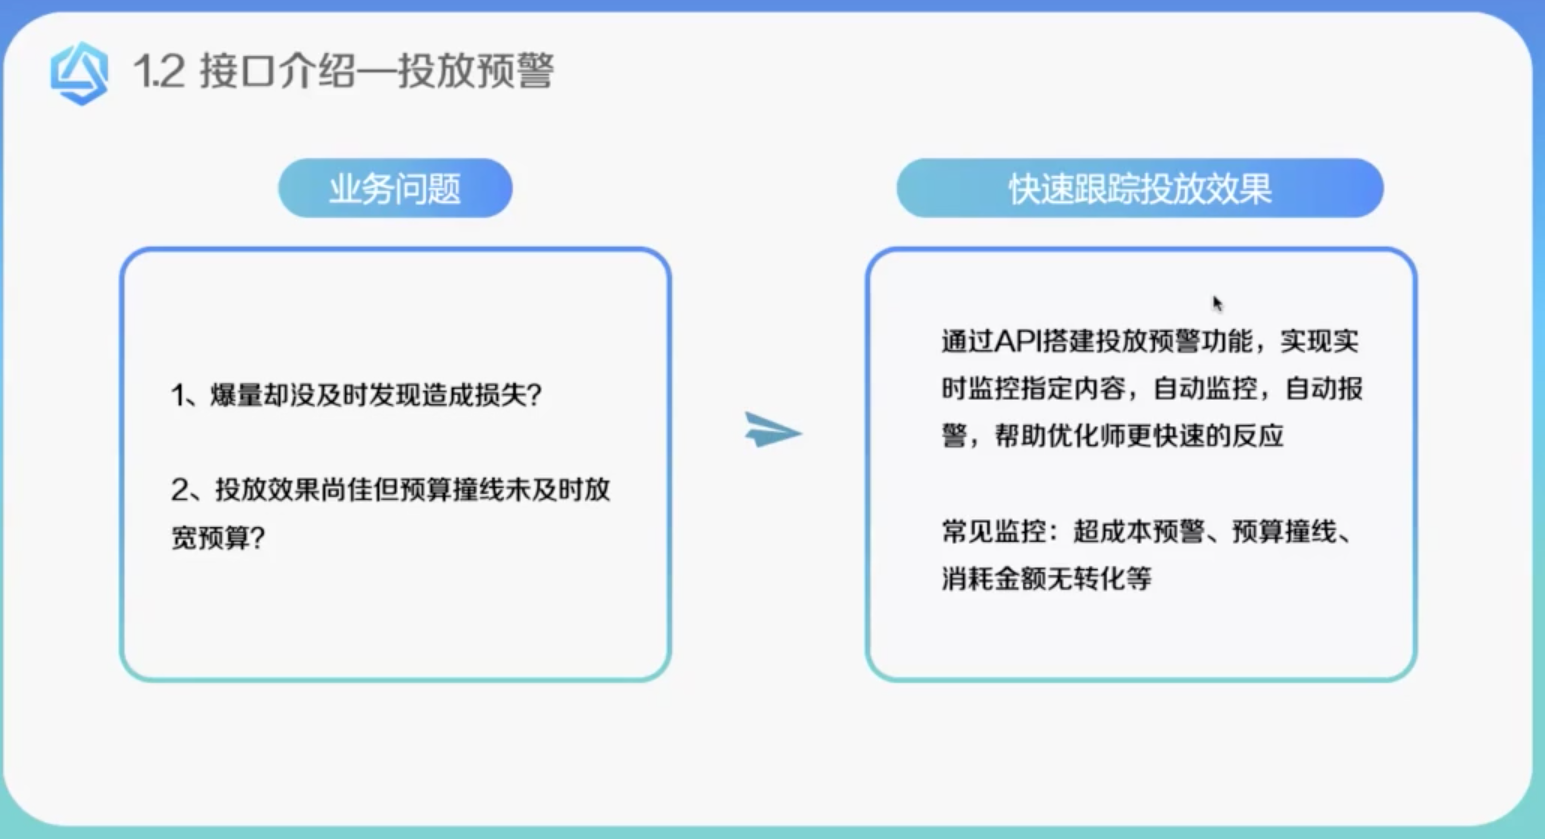 1.2 接口介绍—投放预警
业务问题
1、爆量却没及时发现造成损失?
2、投放效果尚佳但预算撞线未及时放
宽预算?
快速跟踪投放效果
通过API搭建投放预警功能，实现实
时监控指定内容，自动监控，自动报
警，帮助优化师更快速的反应
常见监控：超成本预警、预算撞线、
消耗金额无转化等